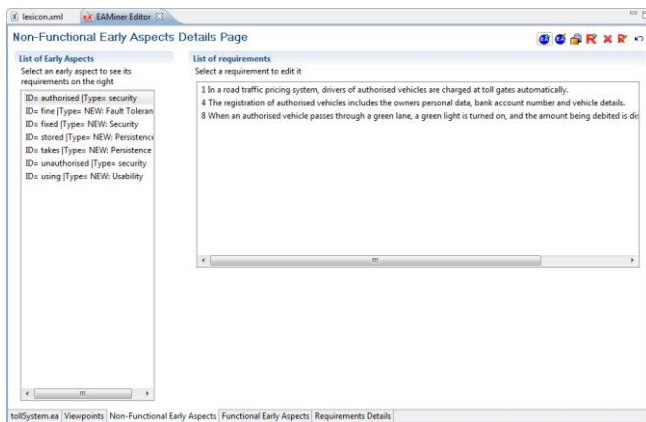 lexicon.xml
EAMiner Editor
Non-Functional Early Aspects Details Page
List of Early Aspects
Select an early aspect to see its
requirements on the right
ID= authorised |Type= security
ID= fine |Type= NEW: Fault Toleran
ID= fixed |Type= NEW: Security
ID= stored |Type= NEW: Persistence
ID= takes |Type= NEW: Persistence
ID= unauthorised |Type= security
ID= using |Type= NEW: Usability
List of requirements
Select a requirement to edit it
1 In a road traffic pricing system, drivers of authorised vehicles are charged at toll gates automatically.
4 The registration of authorised vehicles includes the owners personal data, bank account number and vehicle details.
8 When an authorised vehicle passes through a green lane, a green light is turned on, and the amount being debited is dis
tollSystem.ea Viewpoints Non-Functional Early Aspects Functional Early Aspects Requirements Details